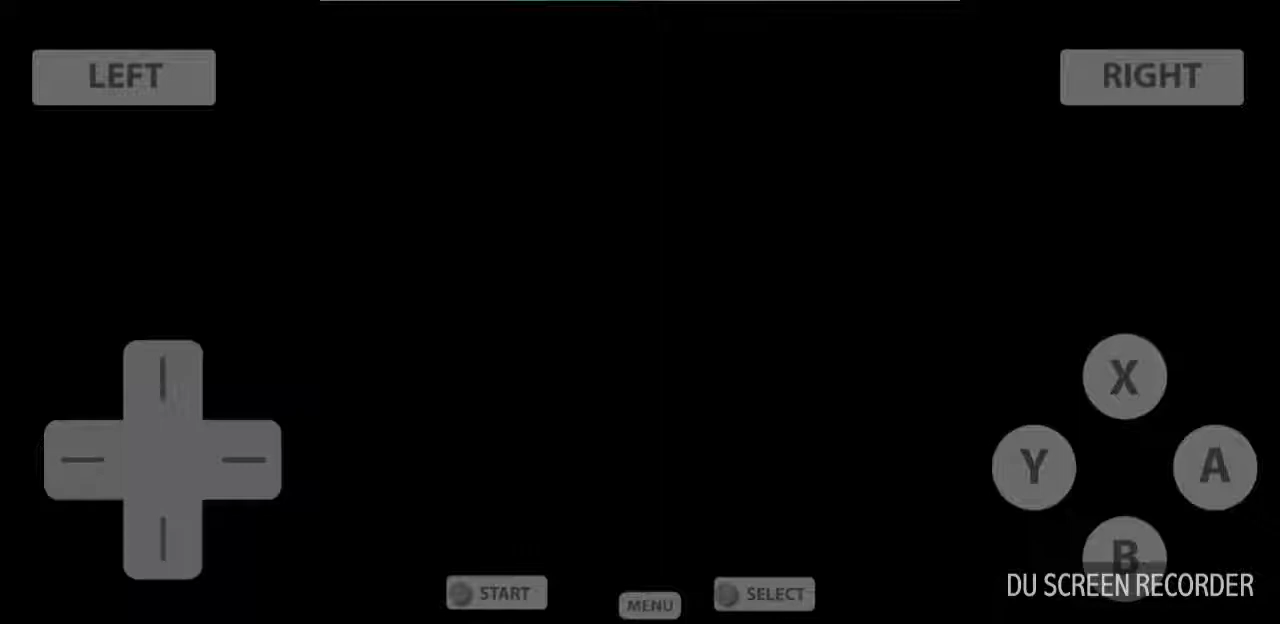 LEFT
RIGHT
X
Y
A
B
START
MENU
SELECT
DU SCREEN RECORDER